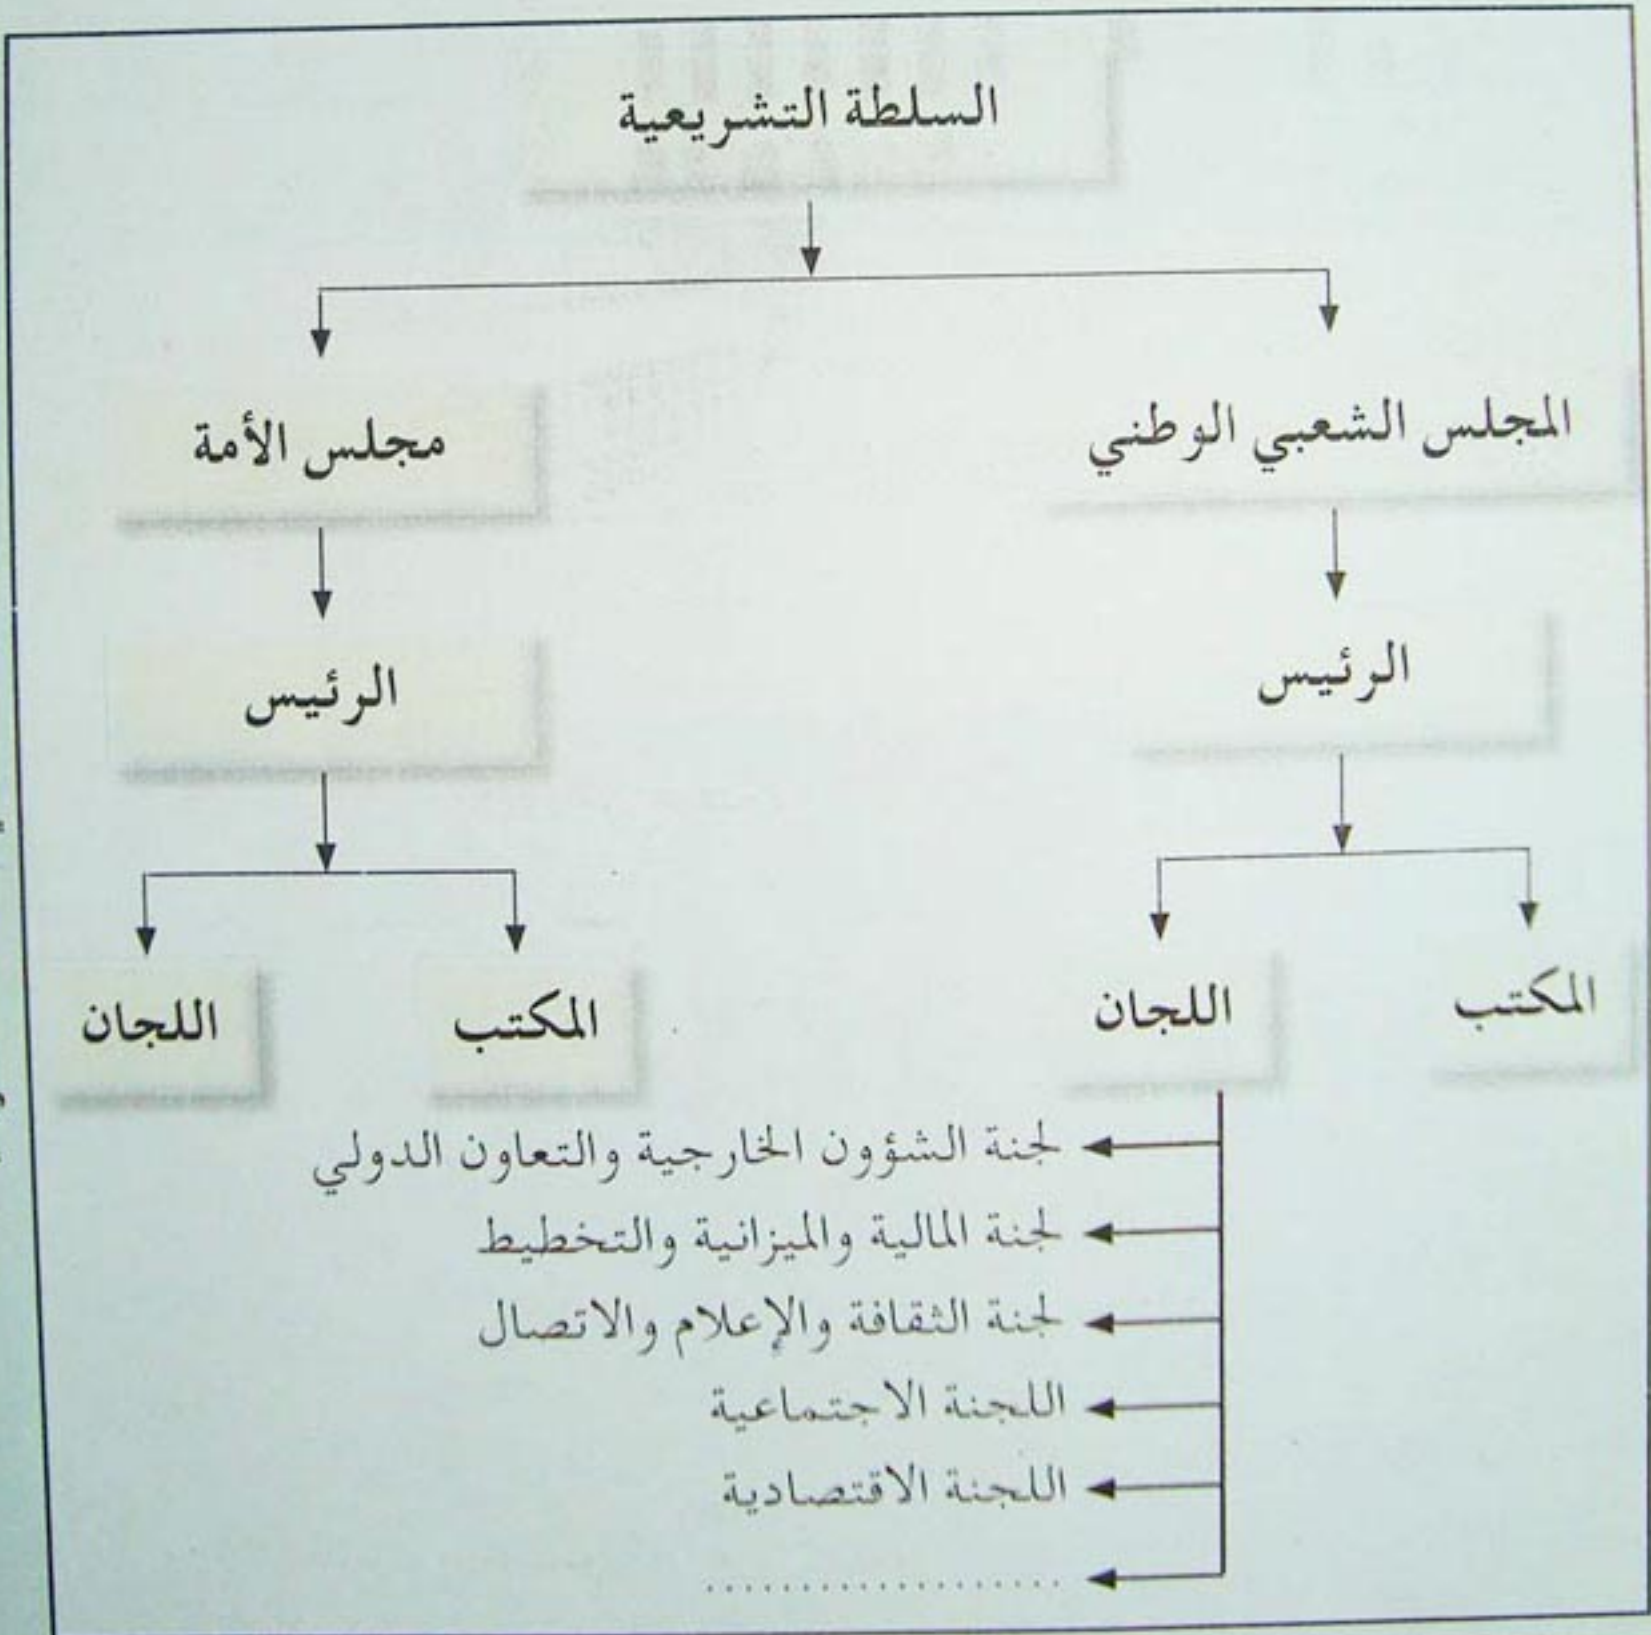 السلطة التشريعية
المجلس الشعبي الوطني
مجلس الأمة
الرئيس
الرئيس
المكتب
اللجان
المكتب
اللجان
لجنة الشؤون الخارجية والتعاون الدولي
لجنة المالية والميزانية والتخطيط
لجنة الثقافة والإعلام والاتصال
اللجنة الاجتماعية
اللجنة الاقتصادية
....................